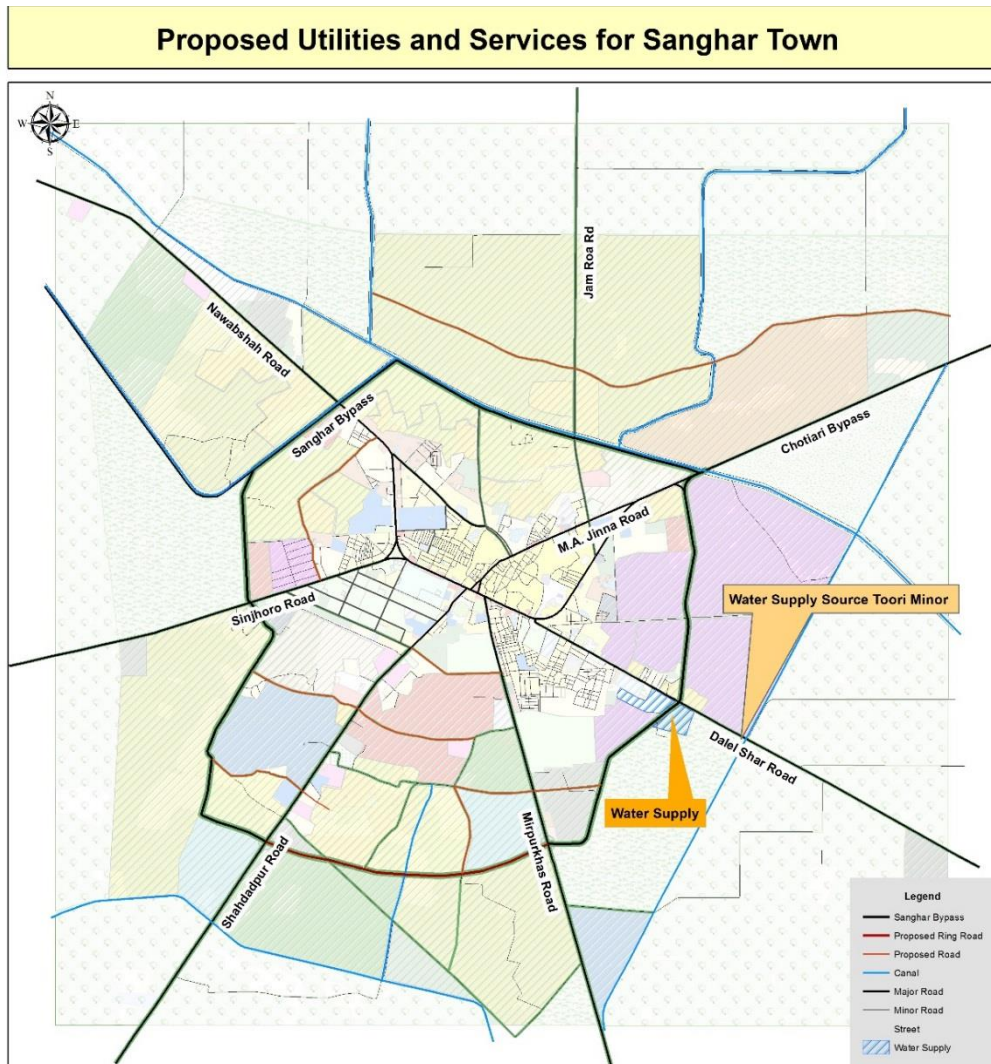 Proposed Utilities and Services for Sanghar Town
N
W
E
S
Jam Roa Rd
Nawabshah Road
Sanghar Bypass
Chotiari Bypass
M.A. Jinna Road
Sinjhoro Road
Water Supply Source Toori Minor
Dalel Shar Road
Water Supply
Mirpurkhas Road
Shahdadpur Road
Legend
Sanghar Bypass
Proposed Ring Road
Proposed Road
Canal
Major Road
Minor Road
Street
Water Supply